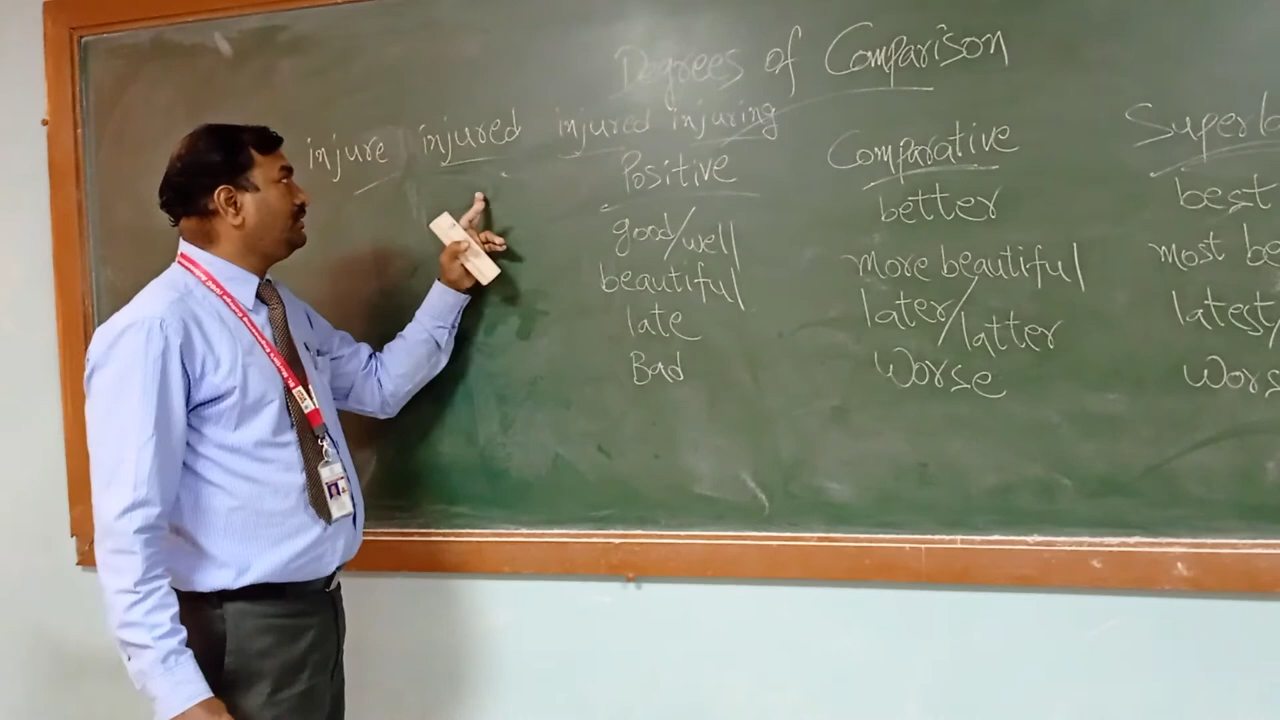 Degrees of Comparison
injure injured injured injuring
Positive Comparative
good/well better best
beautiful more beautiful most be
late later/latter latest/
Bad Worse Wors